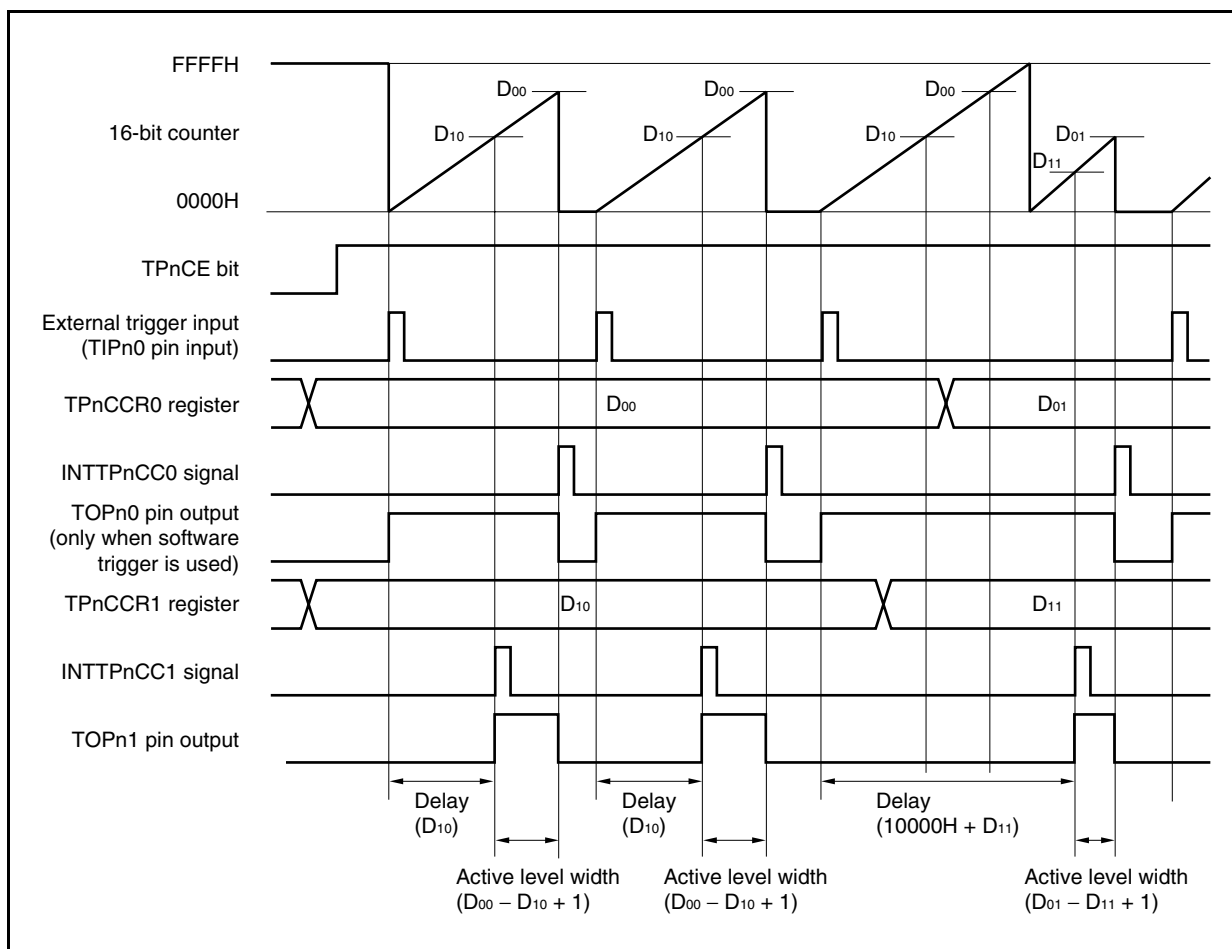 FFFFH
D00
D00
D00
16-bit counter
D10
D10
D10
D01
D11
0000H
TPnCE bit
External trigger input
(TIPn0 pin input)
TPnCCR0 register
D00
D01
INTTPnCC0 signal
TOPn0 pin output
(only when software
trigger is used)
TPnCCR1 register
D10
D11
INTTPnCC1 signal
TOPn1 pin output
Delay
(D10)
Delay
(D10)
Delay
(10000H + D11)
Active level width
(D00 − D10 + 1)
Active level width
(D00 − D10 + 1)
Active level width
(D01 − D11 + 1)